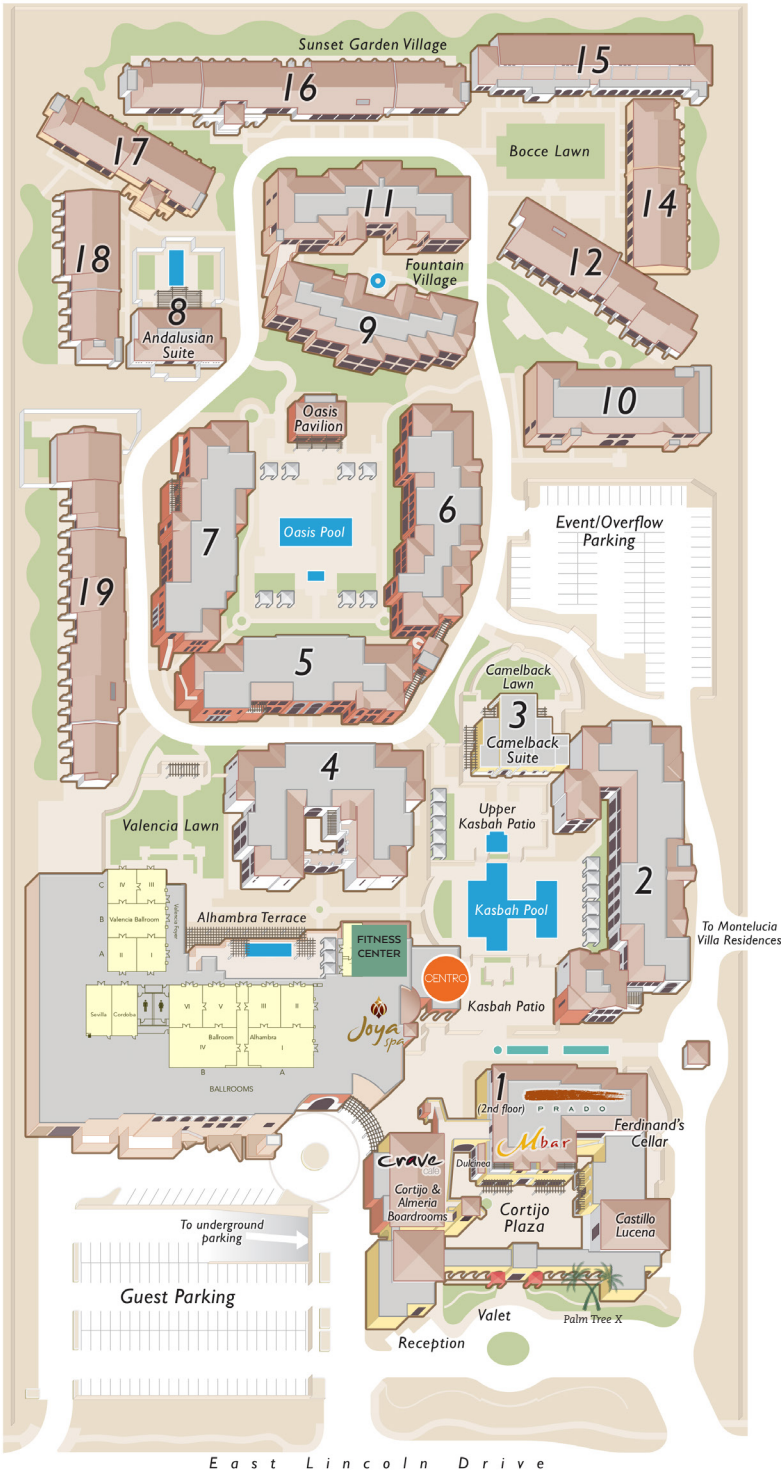 Sunset Garden Village
15
16
17
Bocce Lawn
11
14
18
12
Fountain
Village
8
Andalusian
Suite
9
10
Oasis
Pavilion
6
7
Oasis Pool
Event/Overflow
Parking
19
5
Camelback
Lawn
3
Camelback
Suite
4
Upper
Kasbah Patio
Valencia Lawn
2
C
IV
III
B
Valencia Ballroom
Valencia Foyer
A
II
I
Alhambra Terrace
Kasbah Pool
To Montelucia
Villa Residences
FITNESS
CENTER
CENTRO
Kasbah Patio
Sevilla
Cordoba
VI
V
III
II
Ballroom
Alhambra
IV
I
B
A
BALLROOMS
Joya
spa
1
(2nd floor)
PRADO
Mbar
Ferdinand's
Cellar
crave
café
Dulcinea
Cortijo &
Almeria
Boardrooms
Cortijo
Plaza
Castillo
Lucena
To underground
parking
Guest Parking
Valet
Palm Tree X
Reception
East Lincoln Drive